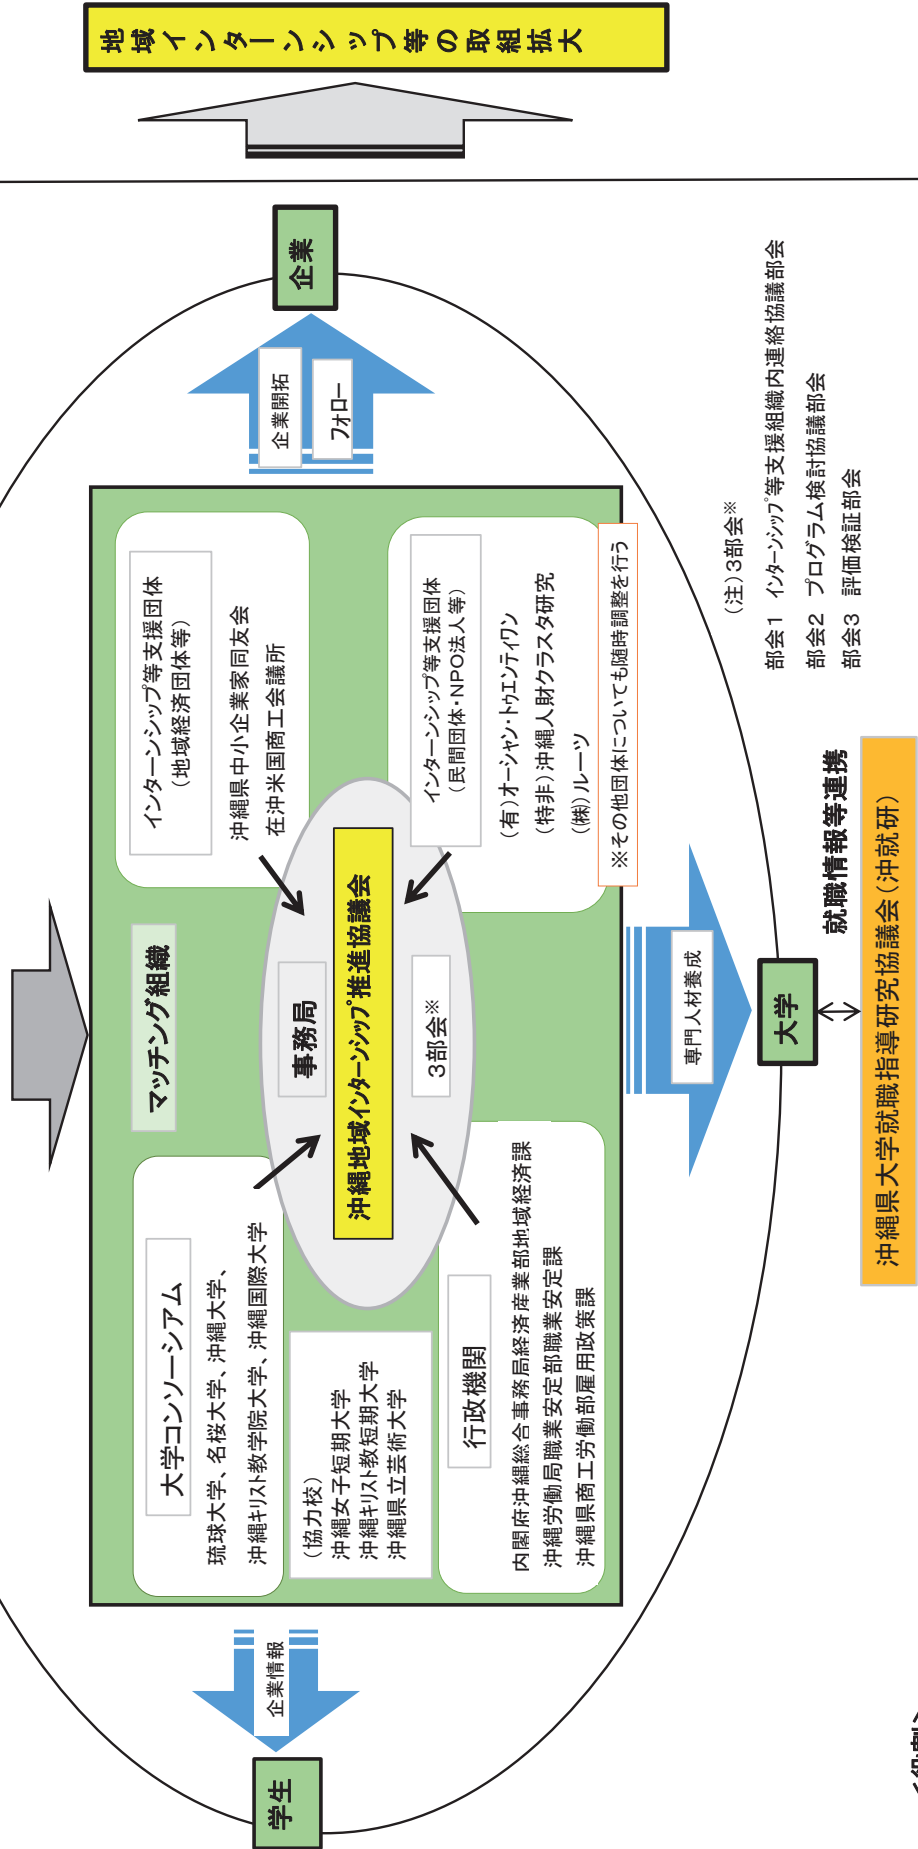 マッチング組織
大学コンソーシアム
琉球大学、名桜大学、沖縄大学、
沖縄キリスト教学院大学、沖縄国際大学
(協力校)
沖縄女子短期大学
沖縄キリスト教短期大学
沖縄県立芸術大学
行政機関
内閣府沖縄総合事務局経済産業部地域経済課
沖縄労働局職業安定部職業安定課
沖縄県商工労働部雇用政策課
事務局
沖縄地域インターンシップ推進協議会
3部会※
インターンシップ等支援団体
(地域経済団体等)
沖縄県中小企業家同友会
在沖米国商工会議所
インターンシップ等支援団体
(民間団体・NPO法人等)
(有)オーシャン・トゥエンティワン
(特非)沖縄人財クラスタ研究
(株)ルーツ
※その他団体についても随時調整を行う
学生
企業情報
企業開拓
フォロー
企業
専門人材養成
大学
就職情報等連携
沖縄県大学就職指導研究協議会(沖就研)
(注)3部会※
部会1 インターンシップ等支援組織内連絡協議部会
部会2 プログラム検討協議部会
部会3 評価検証部会
地域インターンシップ等の取組拡大